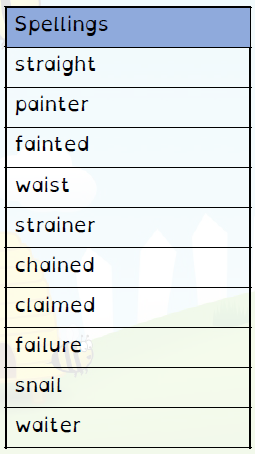 Spellings
straight
painter
fainted
waist
strainer
chained
claimed
failure
snail
waiter